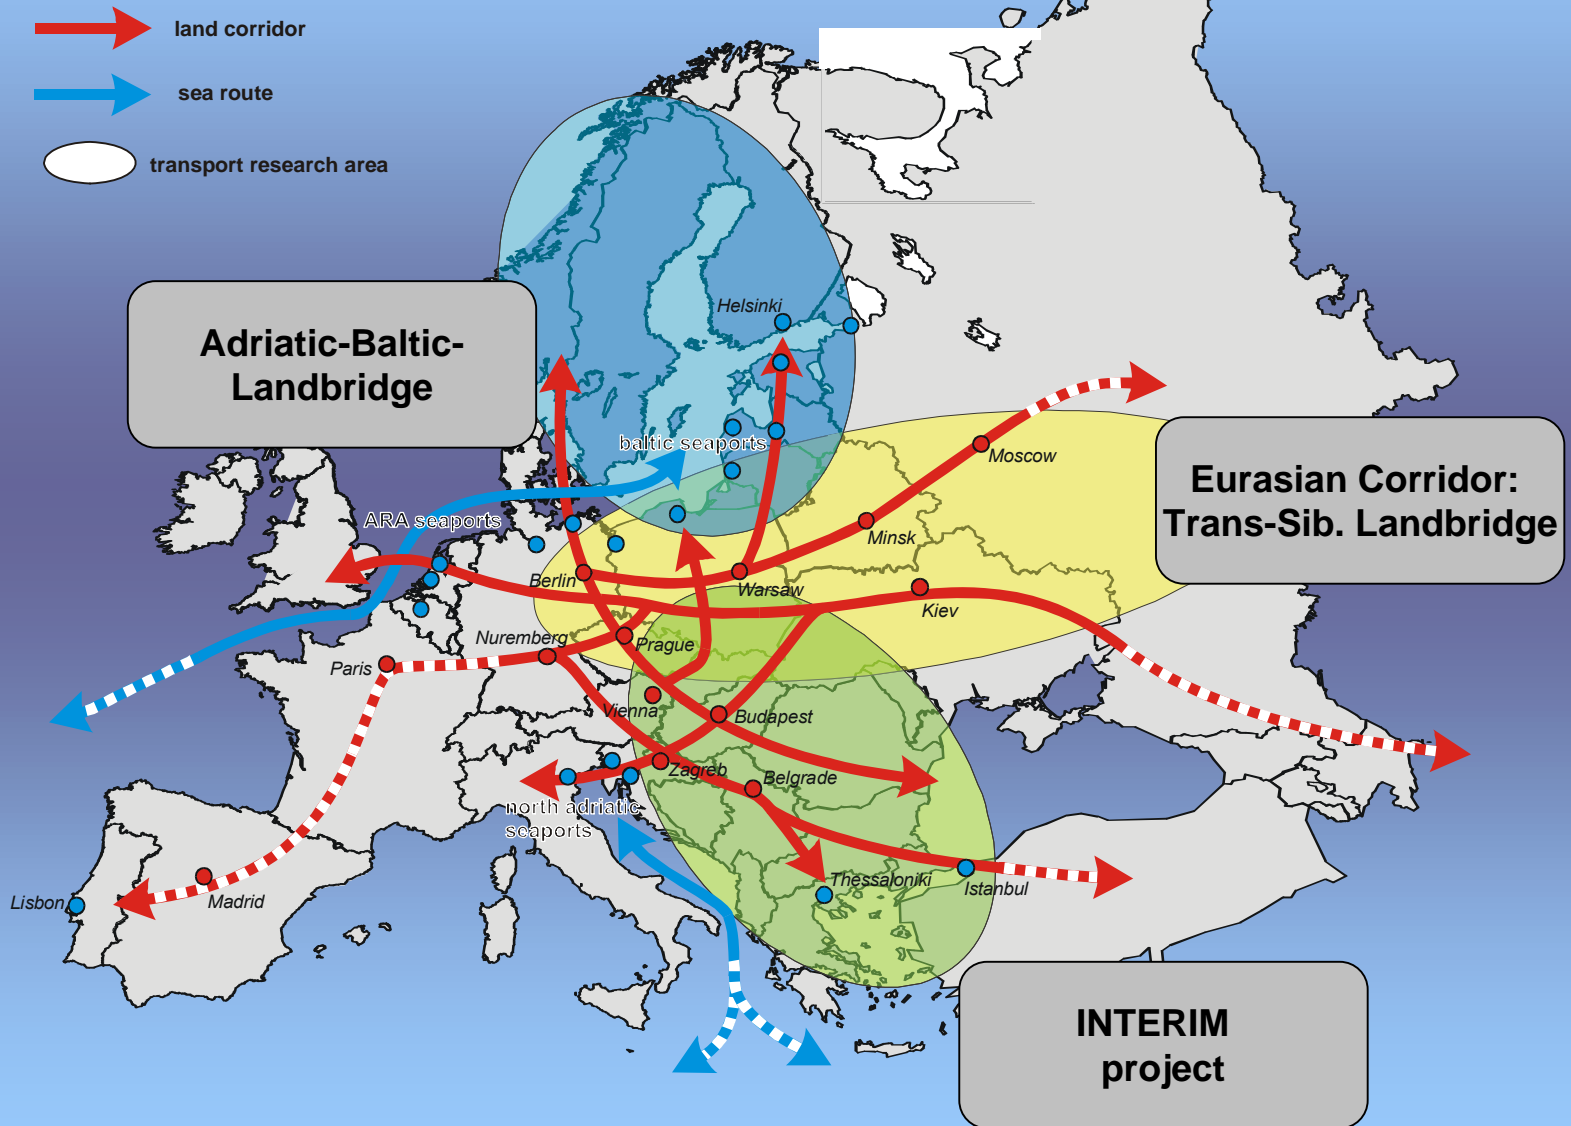 land corridor
sea route
transport research area
Helsinki
Adriatic-Baltic-
Landbridge
baltic seaports
Moscow
Eurasian Corridor:
Trans-Sib. Landbridge
ARA seaports
Minsk
Berlin
Warsaw
Kiev
Nuremberg
Prague
Paris
Vienna
Budapest
Zagreb
Belgrade
north adriatic
seaports
Thessaloniki
Istanbul
Lisbon
Madrid
INTERIM
project